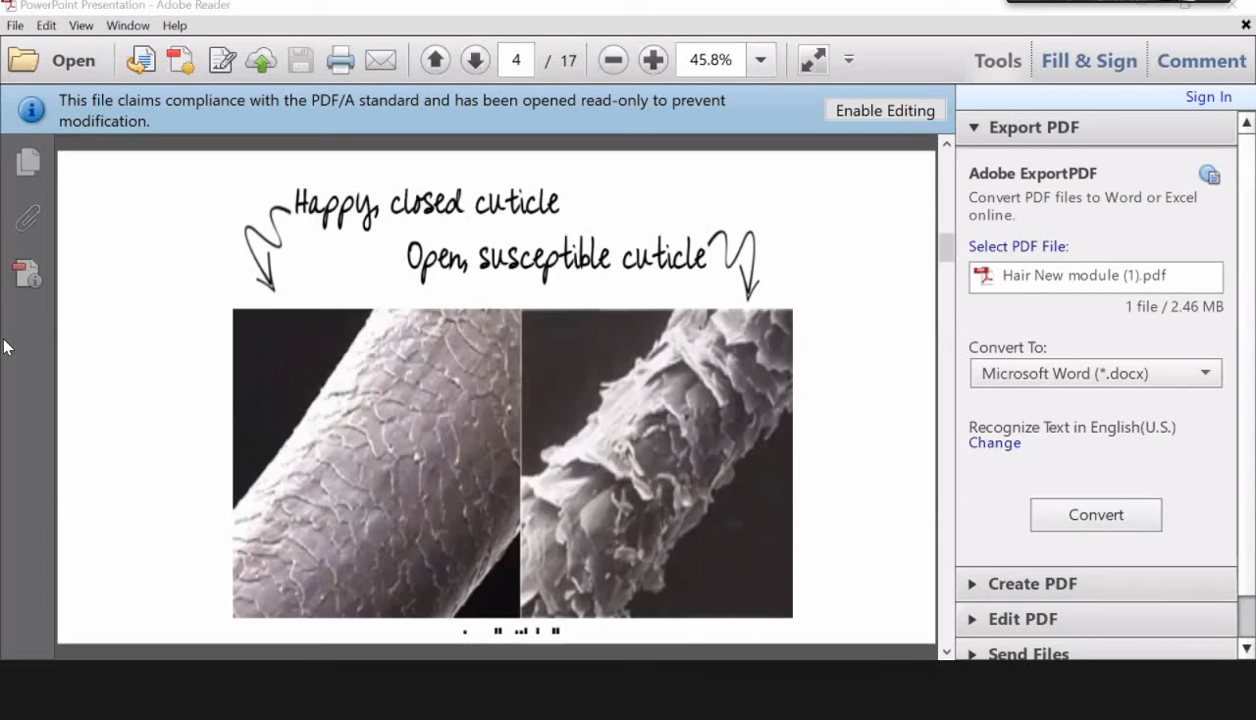 PowerPoint Presentation - Adobe Reader
File Edit View Window Help
Open 4 / 17 45.8% Tools Fill & Sign Comment
This file claims compliance with the PDF/A standard and has been opened read-only to prevent
modification.
Enable Editing
Sign In
Export PDF
Adobe ExportPDF
Convert PDF files to Word or Excel
online.
Select PDF File:
Hair New module (1).pdf
1 file / 2.46 MB
Convert To:
Microsoft Word (*.docx)
Recognize Text in English(U.S.)
Change
Convert
Create PDF
Edit PDF
Send Files
Happy, closed cuticle
Open, susceptible cuticle